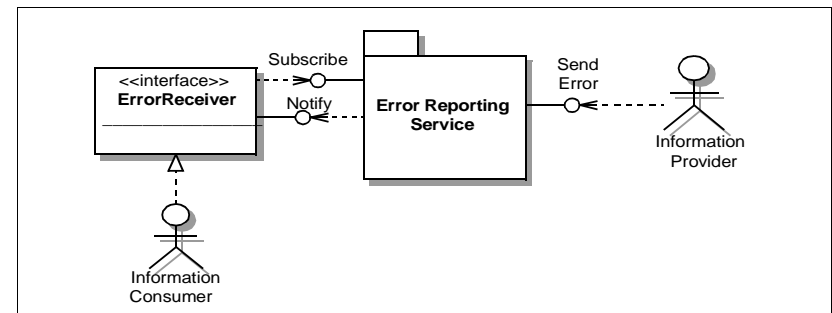 Subscribe
<<interface>>
ErrorReceiver
Notify
Error Reporting
Service
Send
Error
Information
Provider
Information
Consumer